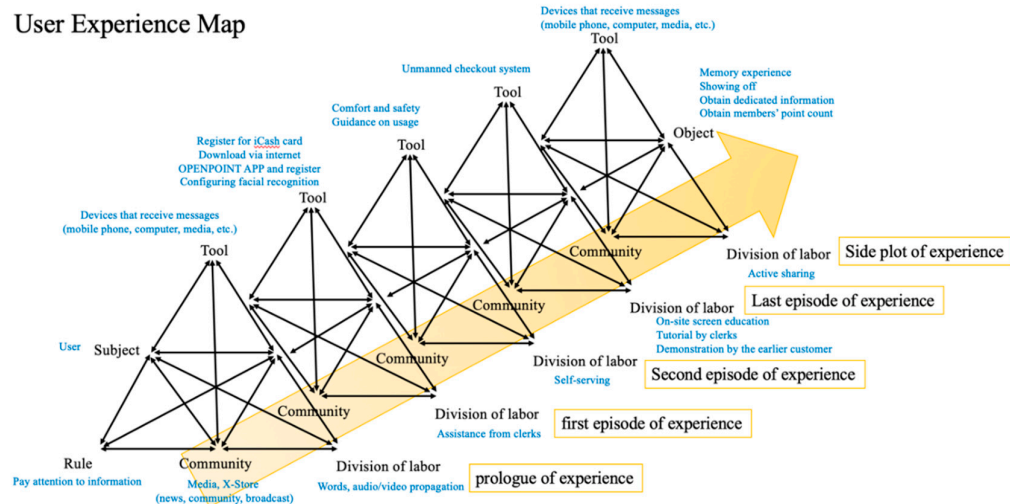 User Experience Map
Devices that receive messages
(mobile phone, computer, media, etc.)
Tool
Unmanned checkout system
Tool
Memory experience
Showing off
Obtain dedicated information
Obtain members' point count
Object
Comfort and safety
Guidance on usage
Tool
Register for iCash card
Download via internet
OPENPOINT APP and register
Configuring facial recognition
Tool
Devices that receive messages
(mobile phone, computer, media, etc.)
Tool
User
Subject
Community
Division of labor
Active sharing
Side plot of experience
Community
Division of labor
On-site screen education
Tutorial by clerks
Demonstration by the earlier customer
Last episode of experience
Community
Division of labor
Self-serving
Second episode of experience
Community
Division of labor
Assistance from clerks
first episode of experience
Rule
Pay attention to information
Community
Media, X-Store
(news, community, broadcast)
Division of labor
Words, audio/video propagation
prologue of experience